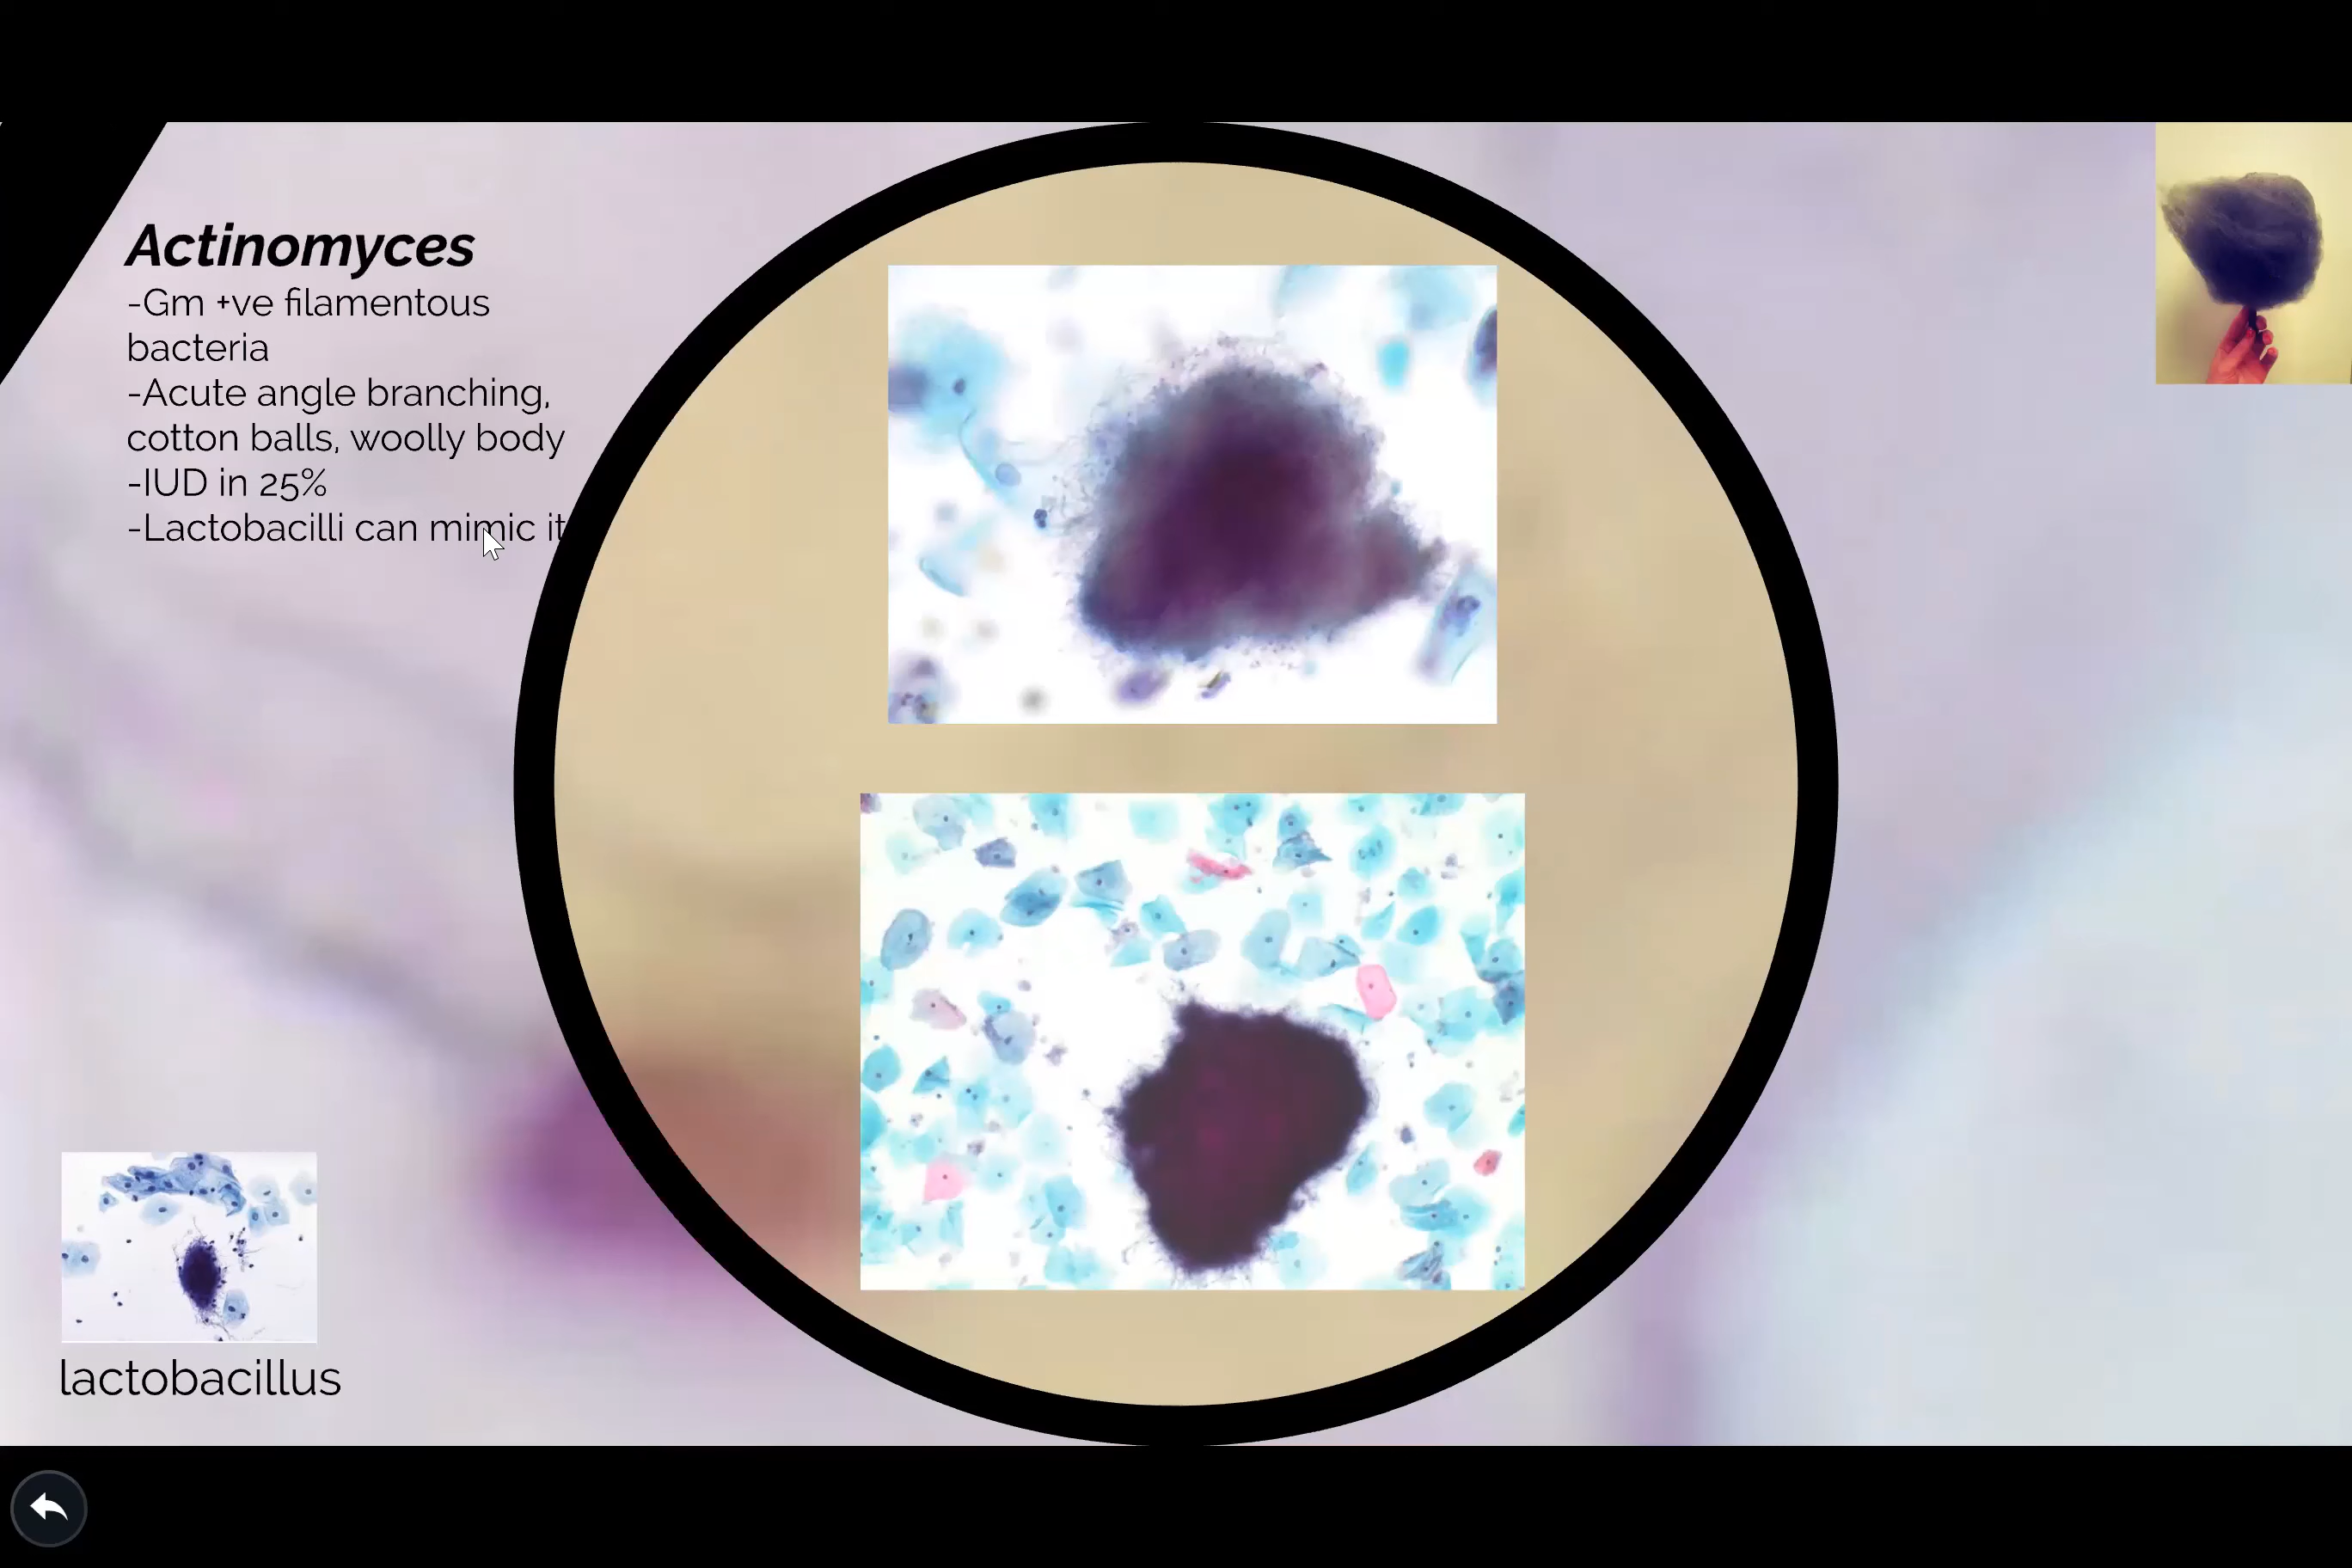 Actinomyces
-Gm +ve filamentous
bacteria
-Acute angle branching,
cotton balls, woolly body
-IUD in 25%
-Lactobacilli can mimic it
lactobacillus